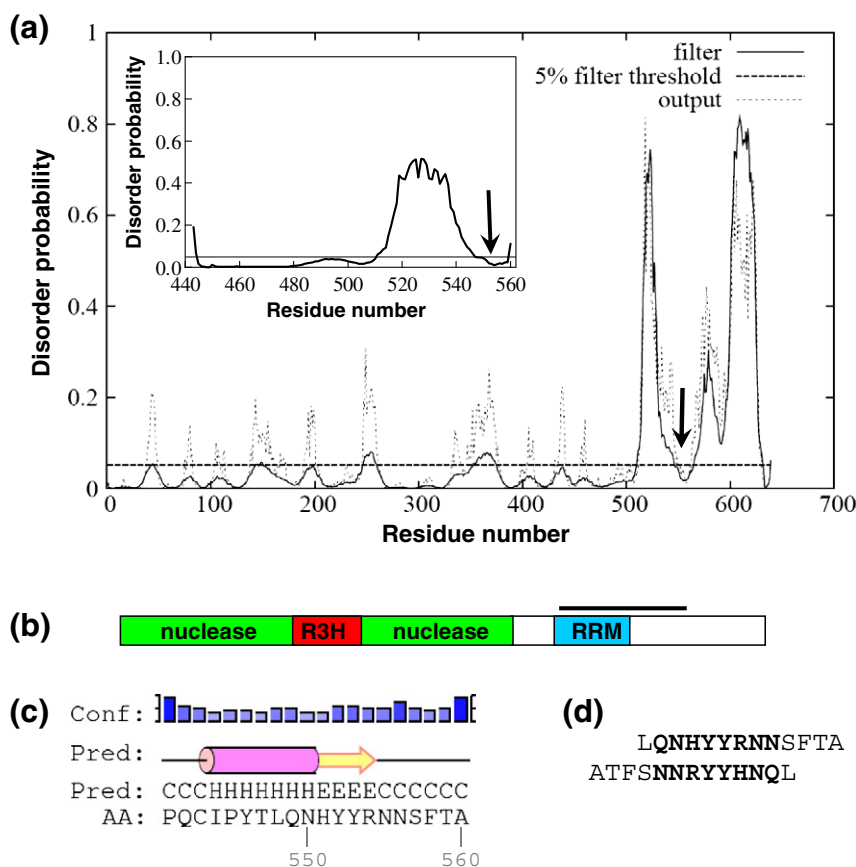 (a)
Disorder probability
1
0.8
0.6
0.4
0.2
0
0 100 200 300 400 500 600 700
Residue number
filter
5% filter threshold
output
Disorder probability
1.0
0.8
0.6
0.4
0.2
0.0
440 460 480 500 520 540 560
Residue number
(b)
nuclease R3H nuclease RRM
(c)
Conf:
Pred:
Pred: CCCHHHHHHHEEEECCCCCC
AA: PQCIPYTLQNHYYRNNSFTA
550 560
(d)
LQNHYYRNNSFTA
ATFSNNRYYHNQL